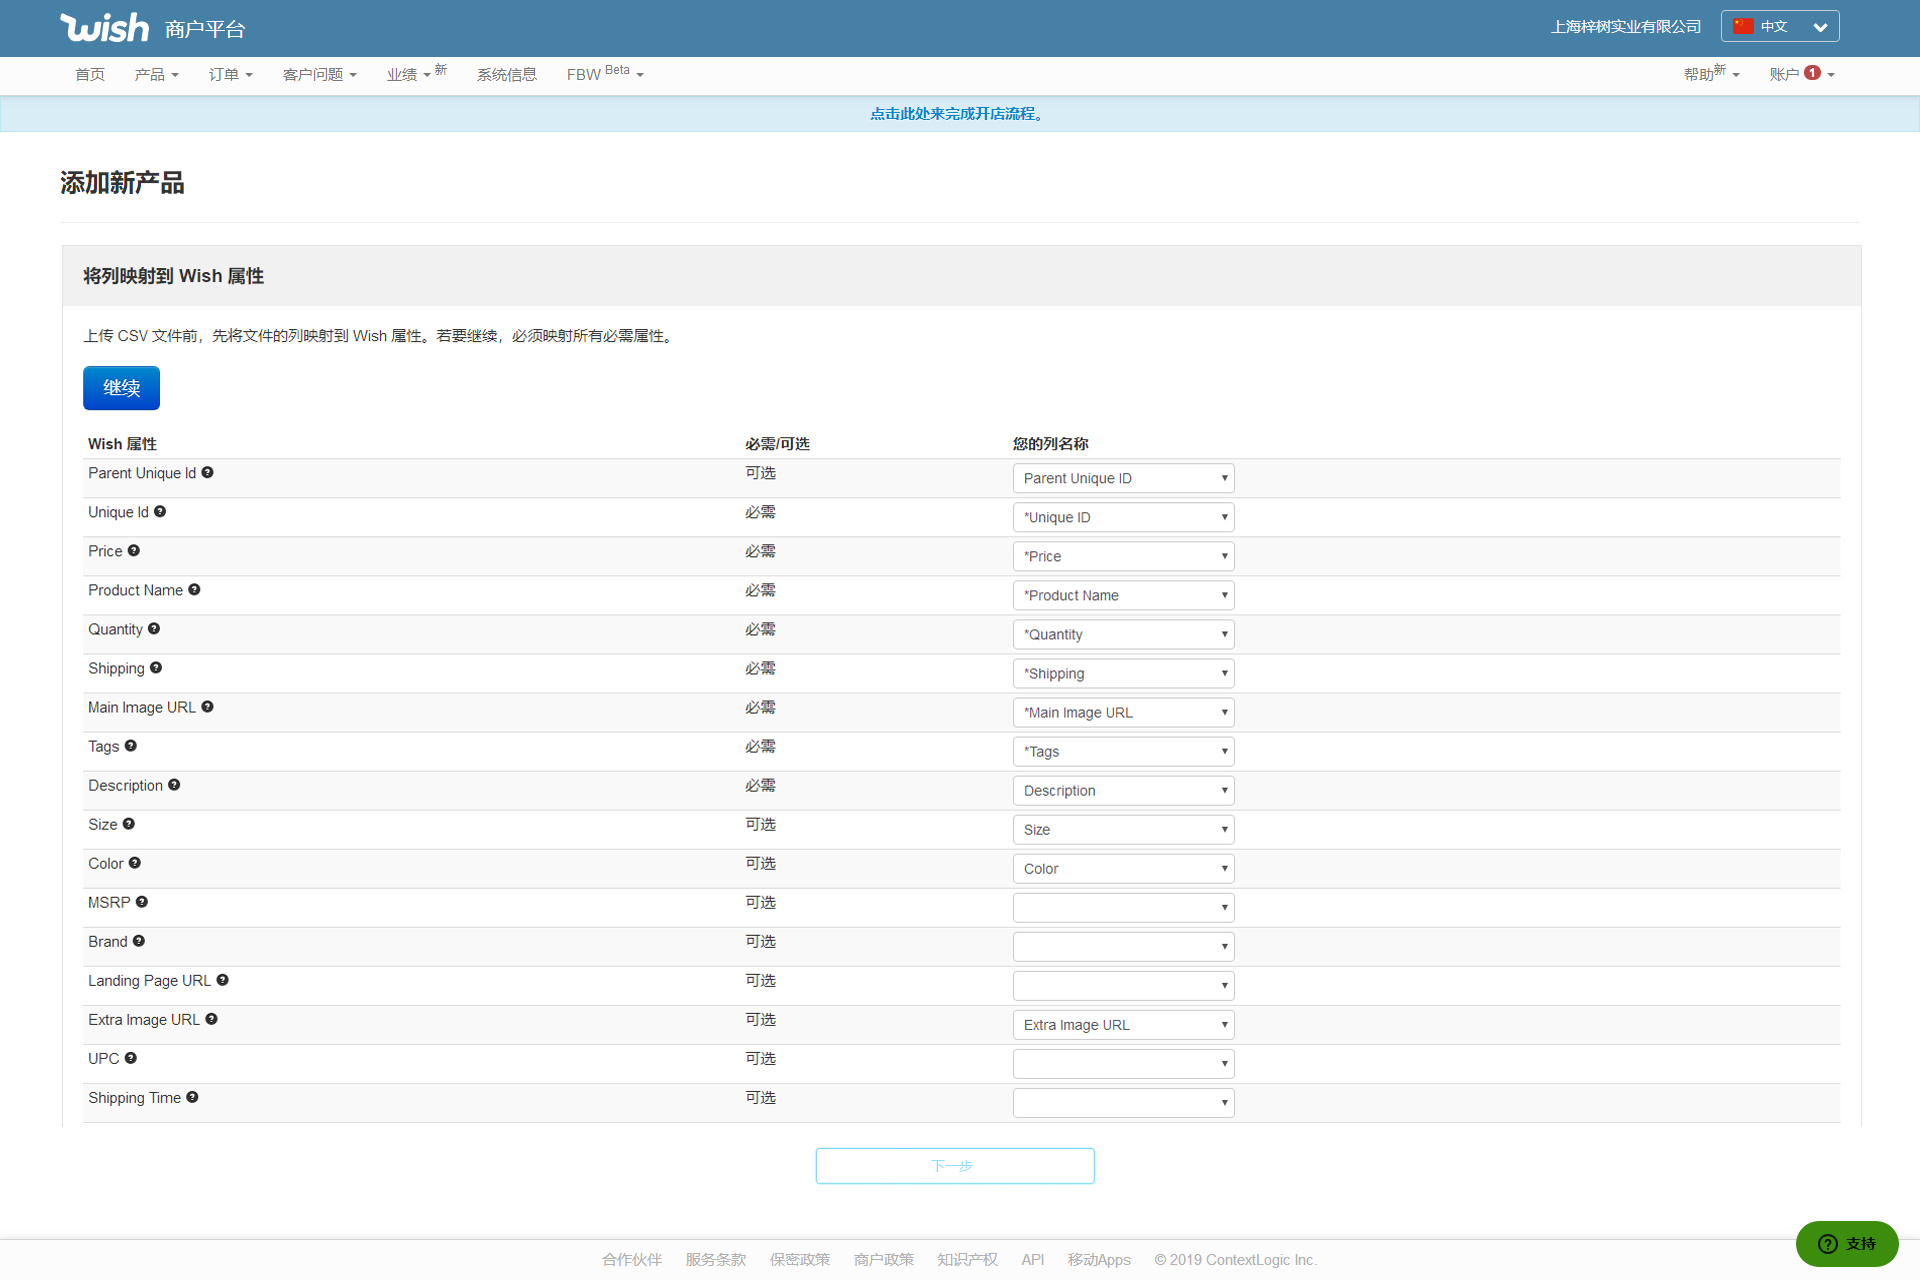 wish 商户平台
上海梓树实业有限公司 中文
首页 产品 订单 客户问题 业绩 新 系统信息 FBW Beta 帮助 新 账户 1
点击此处来完成开店流程。
添加新产品
将列映射到 Wish 属性
上传 CSV 文件前，先将文件的列映射到 Wish 属性。若要继续，必须映射所有必需属性。
继续
Wish 属性 必需/可选 您的列名称
Parent Unique Id 可选 Parent Unique ID
Unique Id 必需 *Unique ID
Price 必需 *Price
Product Name 必需 *Product Name
Quantity 必需 *Quantity
Shipping 必需 *Shipping
Main Image URL 必需 *Main Image URL
Tags 必需 *Tags
Description 必需 Description
Size 可选 Size
Color 可选 Color
MSRP 可选
Brand 可选
Landing Page URL 可选
Extra Image URL 可选 Extra Image URL
UPC 可选
Shipping Time 可选
下一步
支持
合作伙伴 服务条款 保密政策 商户政策 知识产权 API 移动Apps © 2019 ContextLogic Inc.